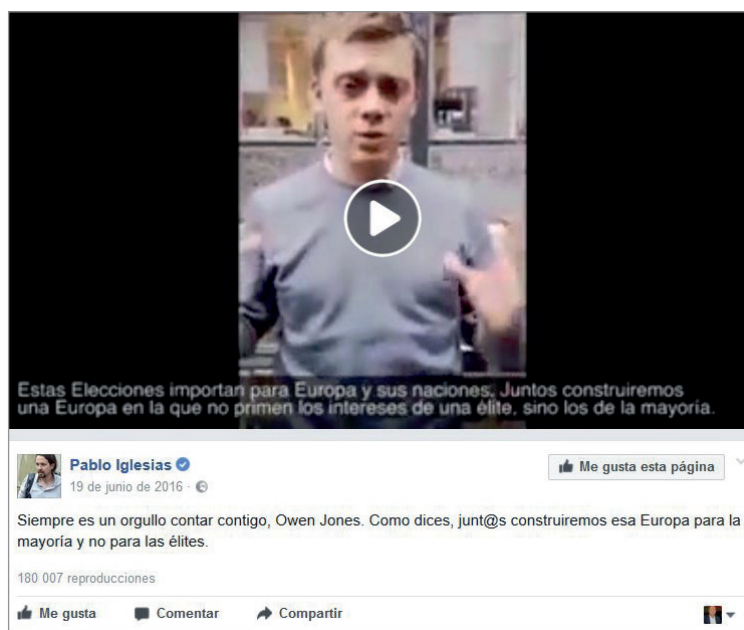 Estas Elecciones importan para Europa y sus naciones. Juntos construiremos
una Europa en la que no primen los intereses de una élite, sino los de la mayoría.
Pablo Iglesias
Me gusta esta página
19 de junio de 2016 ·
Siempre es un orgullo contar contigo, Owen Jones. Como dices, junt@s construiremos esa Europa para la
mayoría y no para las élites.
180 007 reproducciones
Me gusta Comentar Compartir